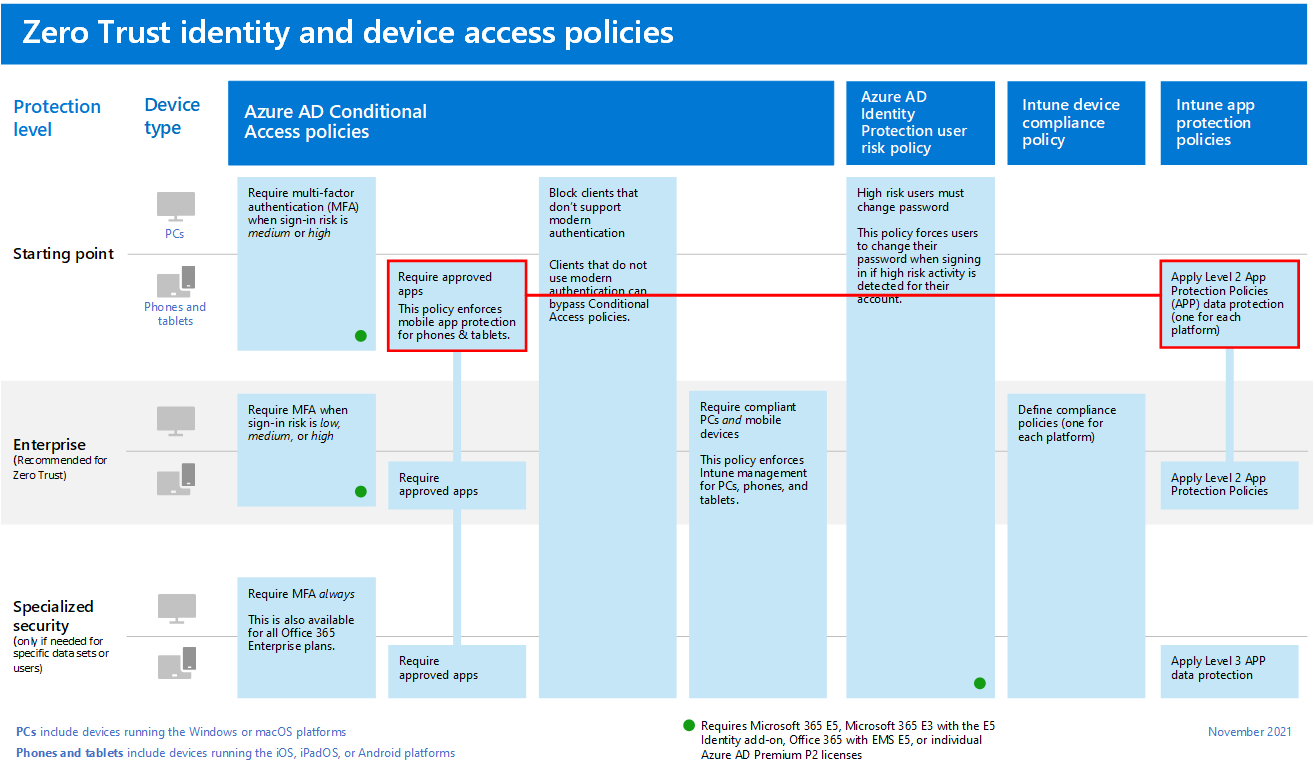 Zero Trust identity and device access policies
Protection
level
Device
type
Azure AD Conditional
Access policies
Azure AD
Identity
Protection user
risk policy
Intune device
compliance
policy
Intune app
protection
policies
Starting point
PCs
Phones and
tablets
Require multi-factor
authentication (MFA)
when sign-in risk is
medium or high
Require approved
apps
This policy enforces
mobile app protection
for phones & tablets.
Block clients that
don't support
modern
authentication
Clients that do not
use modern
authentication can
bypass Conditional
Access policies.
High risk users must
change password
This policy forces users
to change their
password when signing
in if high risk activity is
detected for their
account.
Apply Level 2 App
Protection Policies
(APP) data protection
(one for each
platform)
Enterprise
(Recommended for
Zero Trust)
Require MFA when
sign-in risk is low,
medium, or high
Require
approved apps
Require compliant
PCs and mobile
devices
This policy enforces
Intune management
for PCs, phones, and
tablets.
Define compliance
policies (one for
each platform)
Apply Level 2 App
Protection Policies
Specialized
security
(only if needed for
specific data sets or
users)
Require MFA always
This is also available
for all Office 365
Enterprise plans.
Require
approved apps
Apply Level 3 APP
data protection
PCs include devices running the Windows or macOS platforms
Phones and tablets include devices running the iOS, iPadOS, or Android platforms
Requires Microsoft 365 E5, Microsoft 365 E3 with the E5
Identity add-on, Office 365 with EMS E5, or individual
Azure AD Premium P2 licenses
November 2021